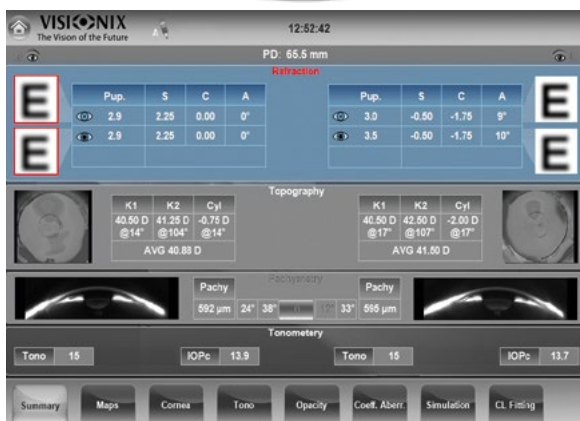 VISIONIX
The Vision of the Future
12:52:42
PD: 65.5 mm
Refraction
E E
Pup. S C A
2.9 2.25 0.00 0°
2.9 2.25 0.00 0°
Pup. S C A
3.0 -0.50 -1.75 9°
3.5 -0.50 -1.75 10°
E E
Topography
K1 K2 Cyl
40.50 D 41.25 D -0.75 D
@14° @104° @14°
AVG 40.88 D
K1 K2 Cyl
40.50 D 42.50 D -2.00 D
@17° @107° @17°
AVG 41.50 D
Pachymetry
Pachy
592 µm 24° 38°
Pachy
33° 595 µm
Tonometery
Tono 15 IOPc 13.9 Tono 15 IOPc 13.7
Summary Maps Cornea Tono Opacity Coeff. Aberr. Simulation CL Fitting